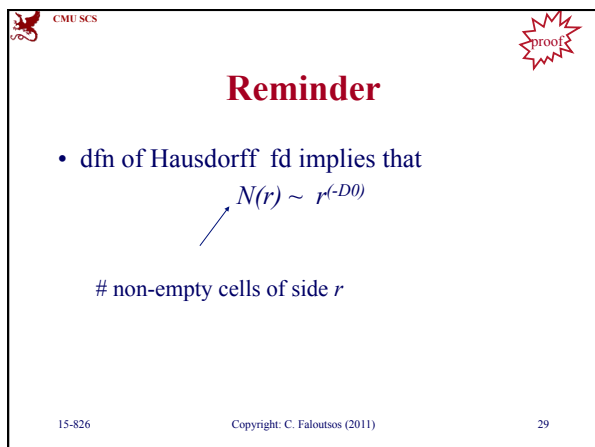 CMU SCS
proof
Reminder
• dfn of Hausdorff fd implies that
N(r) ~ r(-D0)
# non-empty cells of side r
15-826 Copyright: C. Faloutsos (2011) 29